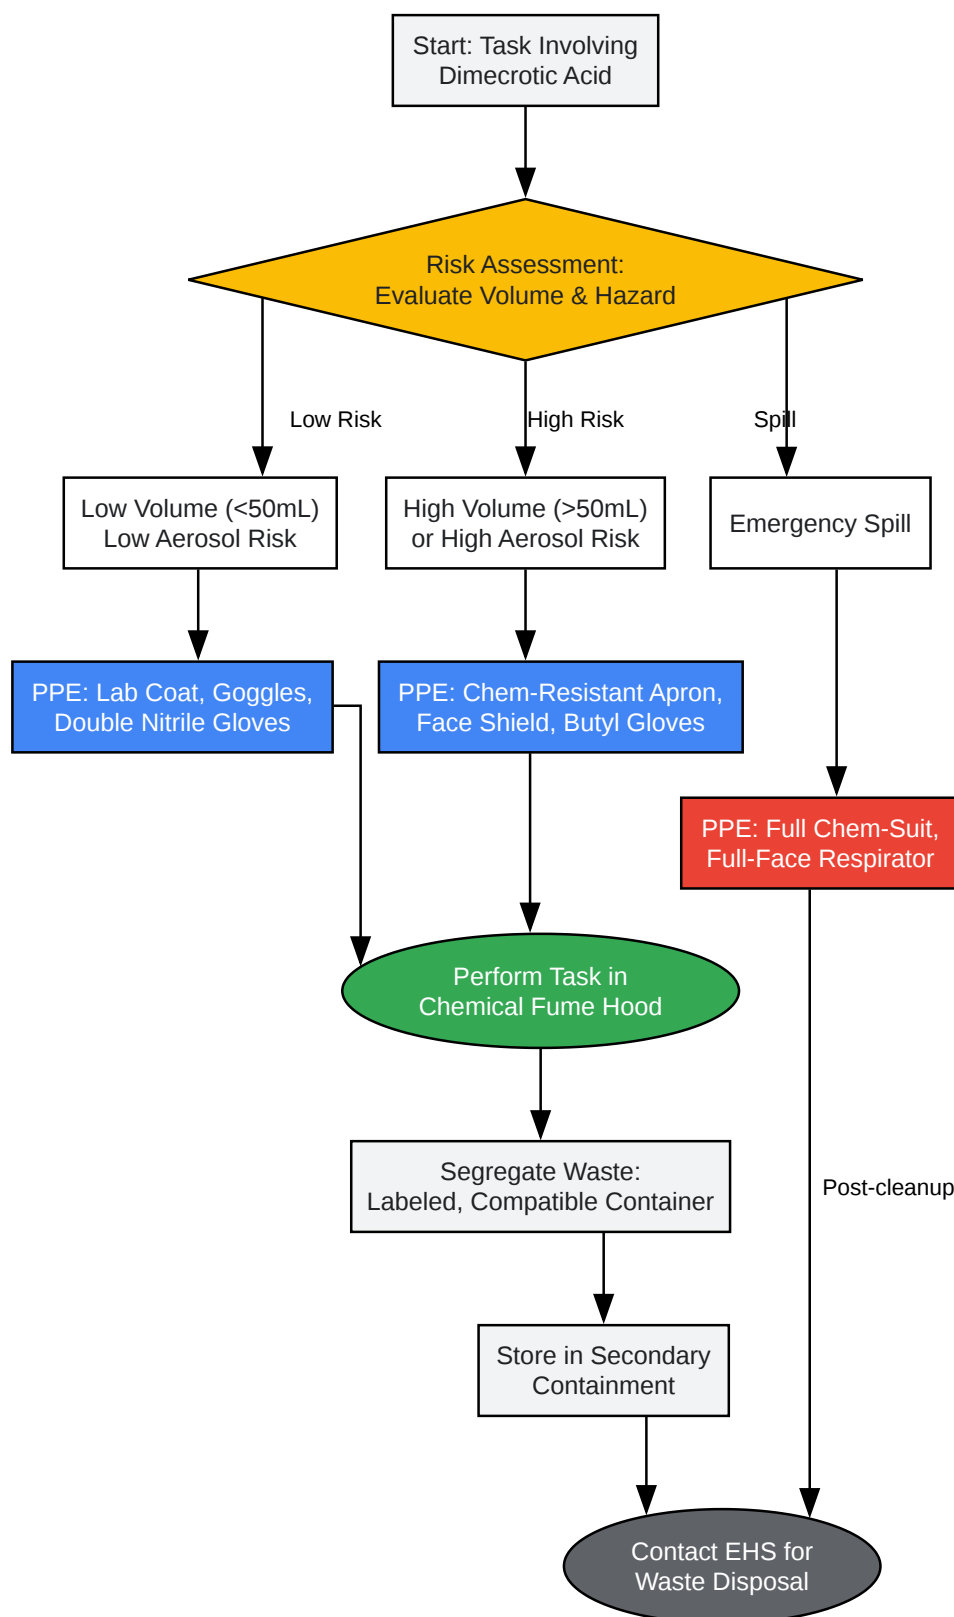 Start: Task Involving
Dimecrotic Acid
Risk Assessment:
Evaluate Volume & Hazard
Low Risk
High Risk
Spill
Low Volume (<50mL)
Low Aerosol Risk
High Volume (>50mL)
or High Aerosol Risk
Emergency Spill
PPE: Lab Coat, Goggles,
Double Nitrile Gloves
PPE: Chem-Resistant Apron,
Face Shield, Butyl Gloves
PPE: Full Chem-Suit,
Full-Face Respirator
Perform Task in
Chemical Fume Hood
Segregate Waste:
Labeled, Compatible Container
Post-cleanup
Store in Secondary
Containment
Contact EHS for
Waste Disposal